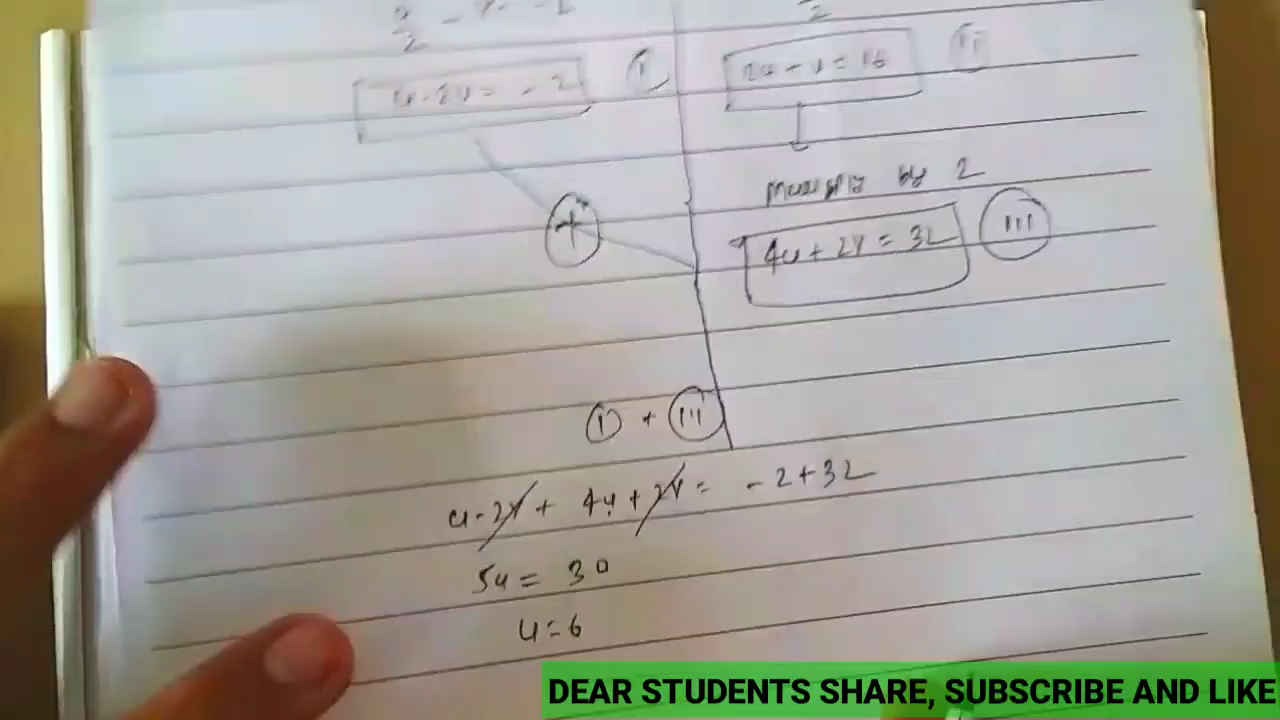 u - 2v = - 2 (i)
2u + v = 16 (ii)
Multiply by 2
+
4u + 2v = 32 (iii)
(i) + (iii)
u - 2v + 4u + 2v = - 2 + 32
5u = 30
u = 6
DEAR STUDENTS SHARE, SUBSCRIBE AND LIKE